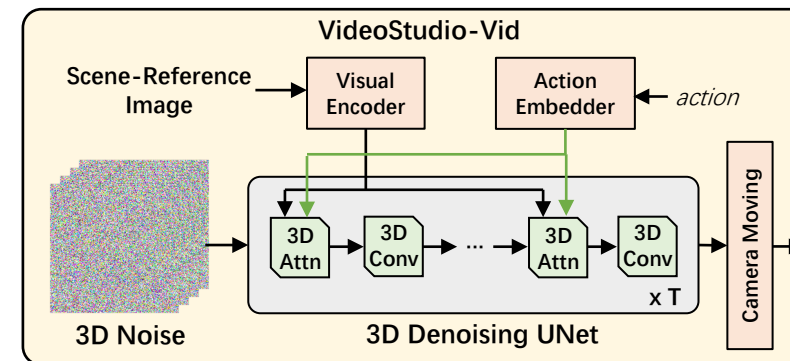 VideoStudio-Vid
Scene-Reference
Image
Visual
Encoder
Action
Embedder
action
3D
Attn
3D
Conv
...
3D
Attn
3D
Conv
x T
Camera Moving
3D Noise
3D Denoising UNet